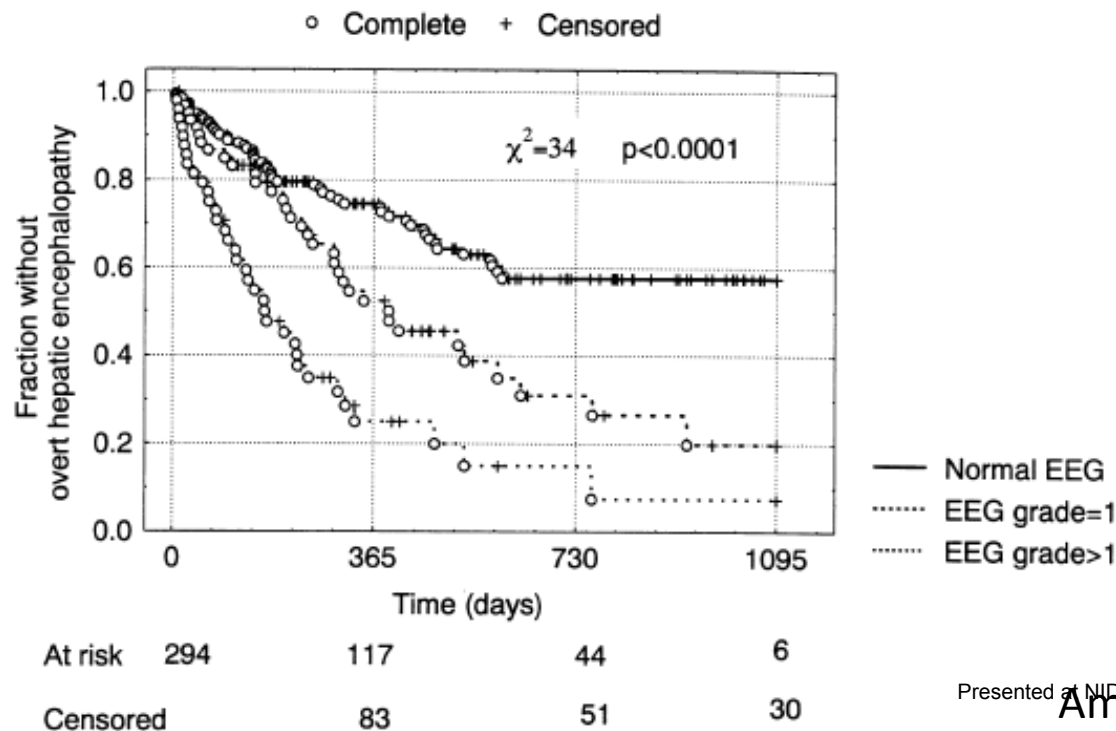 o Complete + Censored
χ²=34 p<0.0001
1.0
0.8
0.6
0.4
0.2
0.0
Fraction without
overt hepatic encephalopathy
0 365 730 1095
Time (days)
Normal EEG
EEG grade=1
EEG grade>1
At risk 294 117 44 6
Censored 83 51 30
Presented at